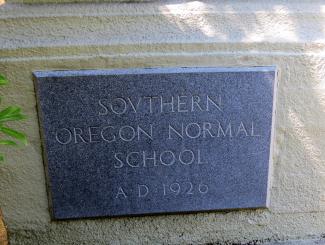 SOVTHERN
OREGON NORMAL
SCHOOL
A.D. 1926